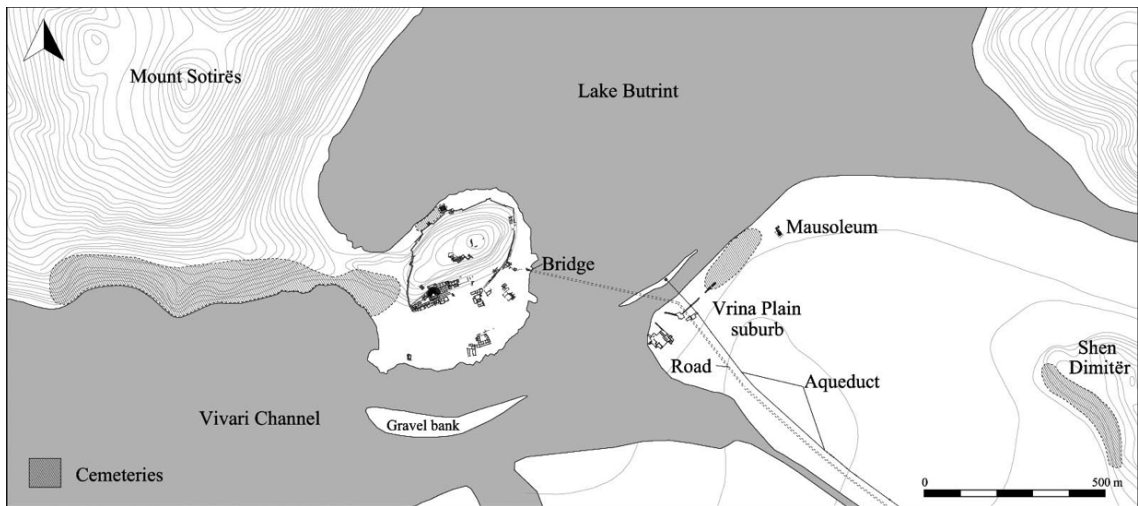 Mount Sotirës
Lake Butrint
Mausoleum
Bridge
Vrina Plain
suburb
Shen
Dimitër
Road
Aqueduct
Vivari Channel
Gravel bank
Cemeteries
0
500 m